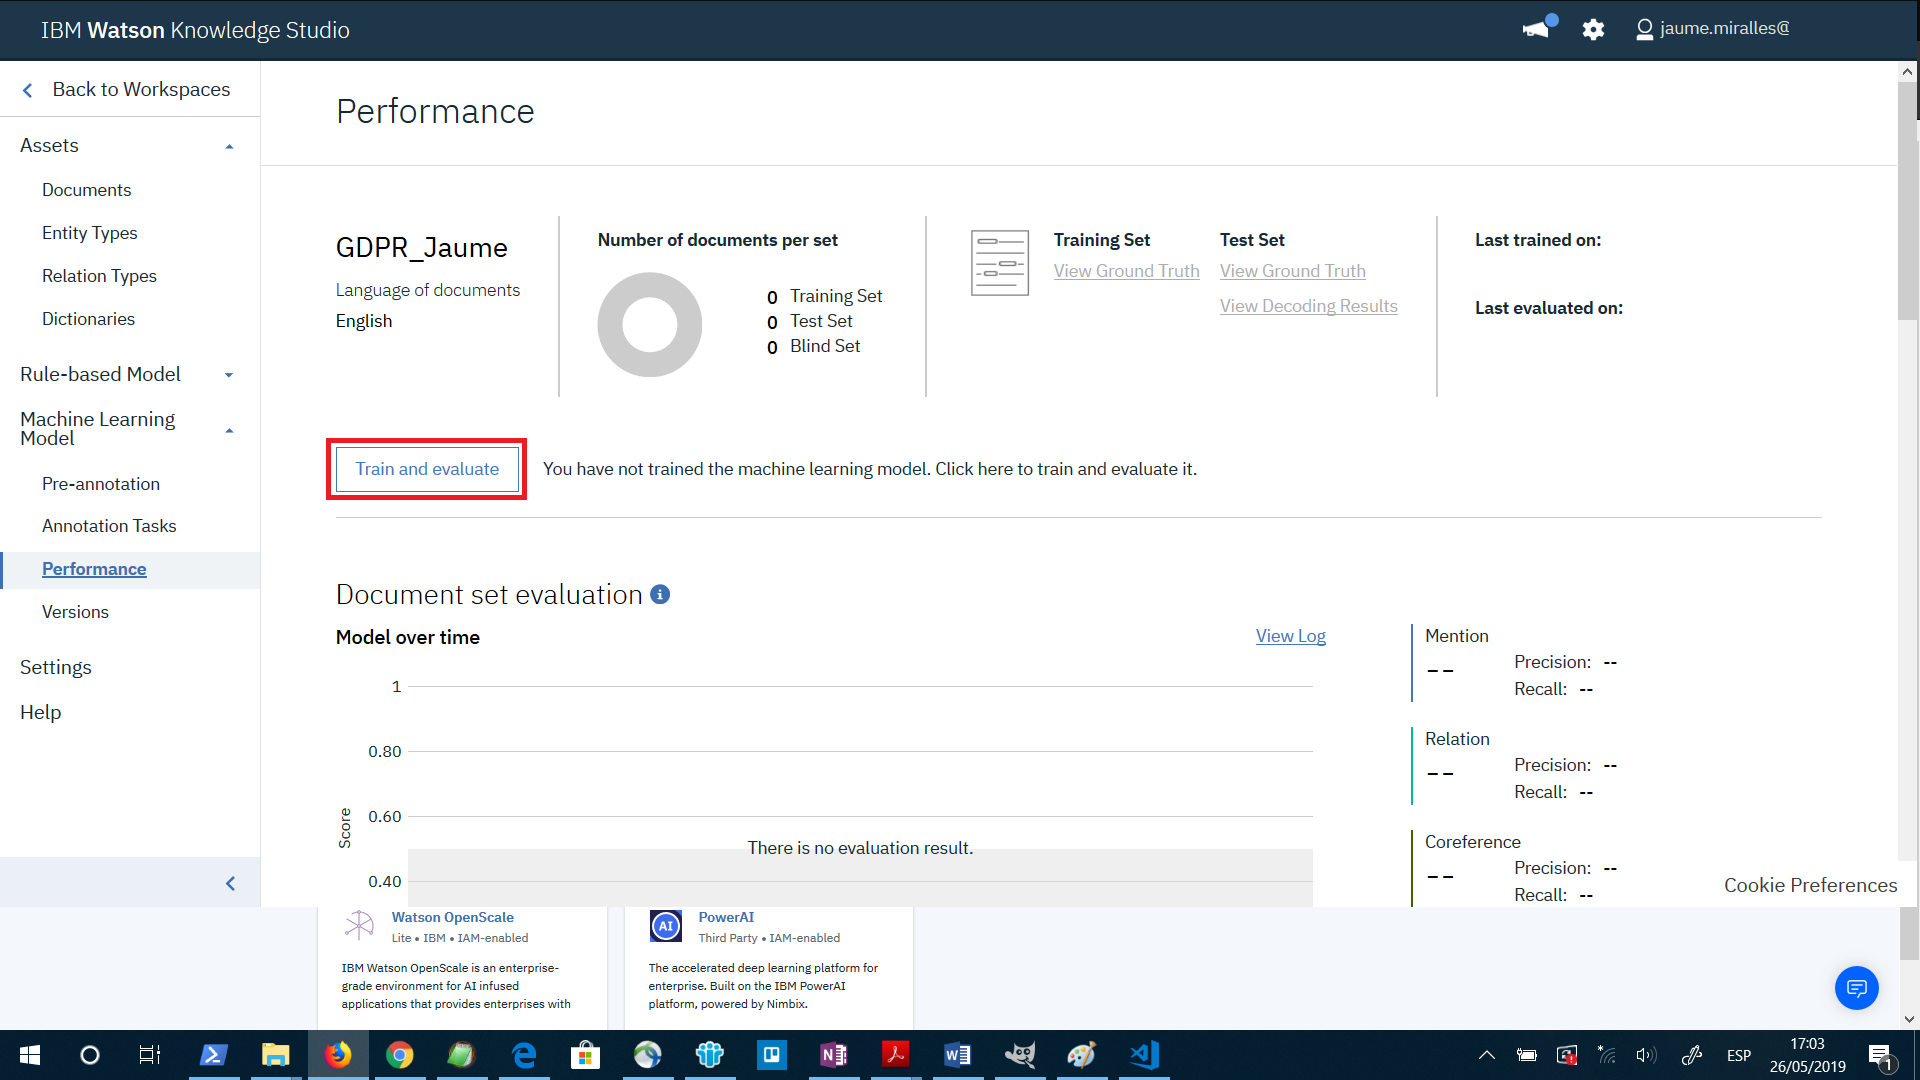 IBM Watson Knowledge Studio
jaume.miralles@
Back to Workspaces
Assets
Documents
Entity Types
Relation Types
Dictionaries
Rule-based Model
Machine Learning
Model
Pre-annotation
Annotation Tasks
Performance
Versions
Settings
Help
Performance
GDPR_Jaume
Language of documents
English
Number of documents per set
0 Training Set
0 Test Set
0 Blind Set
Training Set
View Ground Truth
Test Set
View Ground Truth
View Decoding Results
Last trained on:
Last evaluated on:
Train and evaluate
You have not trained the machine learning model. Click here to train and evaluate it.
Document set evaluation
Model over time
View Log
1
0.80
0.60
0.40
Score
There is no evaluation result.
Mention
--
Precision: --
Recall: --
Relation
--
Precision: --
Recall: --
Coreference
--
Precision: --
Recall: --
Cookie Preferences
Watson OpenScale
Lite • IBM • IAM-enabled
IBM Watson OpenScale is an enterprise-
grade environment for AI infused
applications that provides enterprises with
AI
PowerAI
Third Party • IAM-enabled
The accelerated deep learning platform for
enterprise. Built on the IBM PowerAI
platform, powered by Nimbix.
ESP
17:03
26/05/2019
1